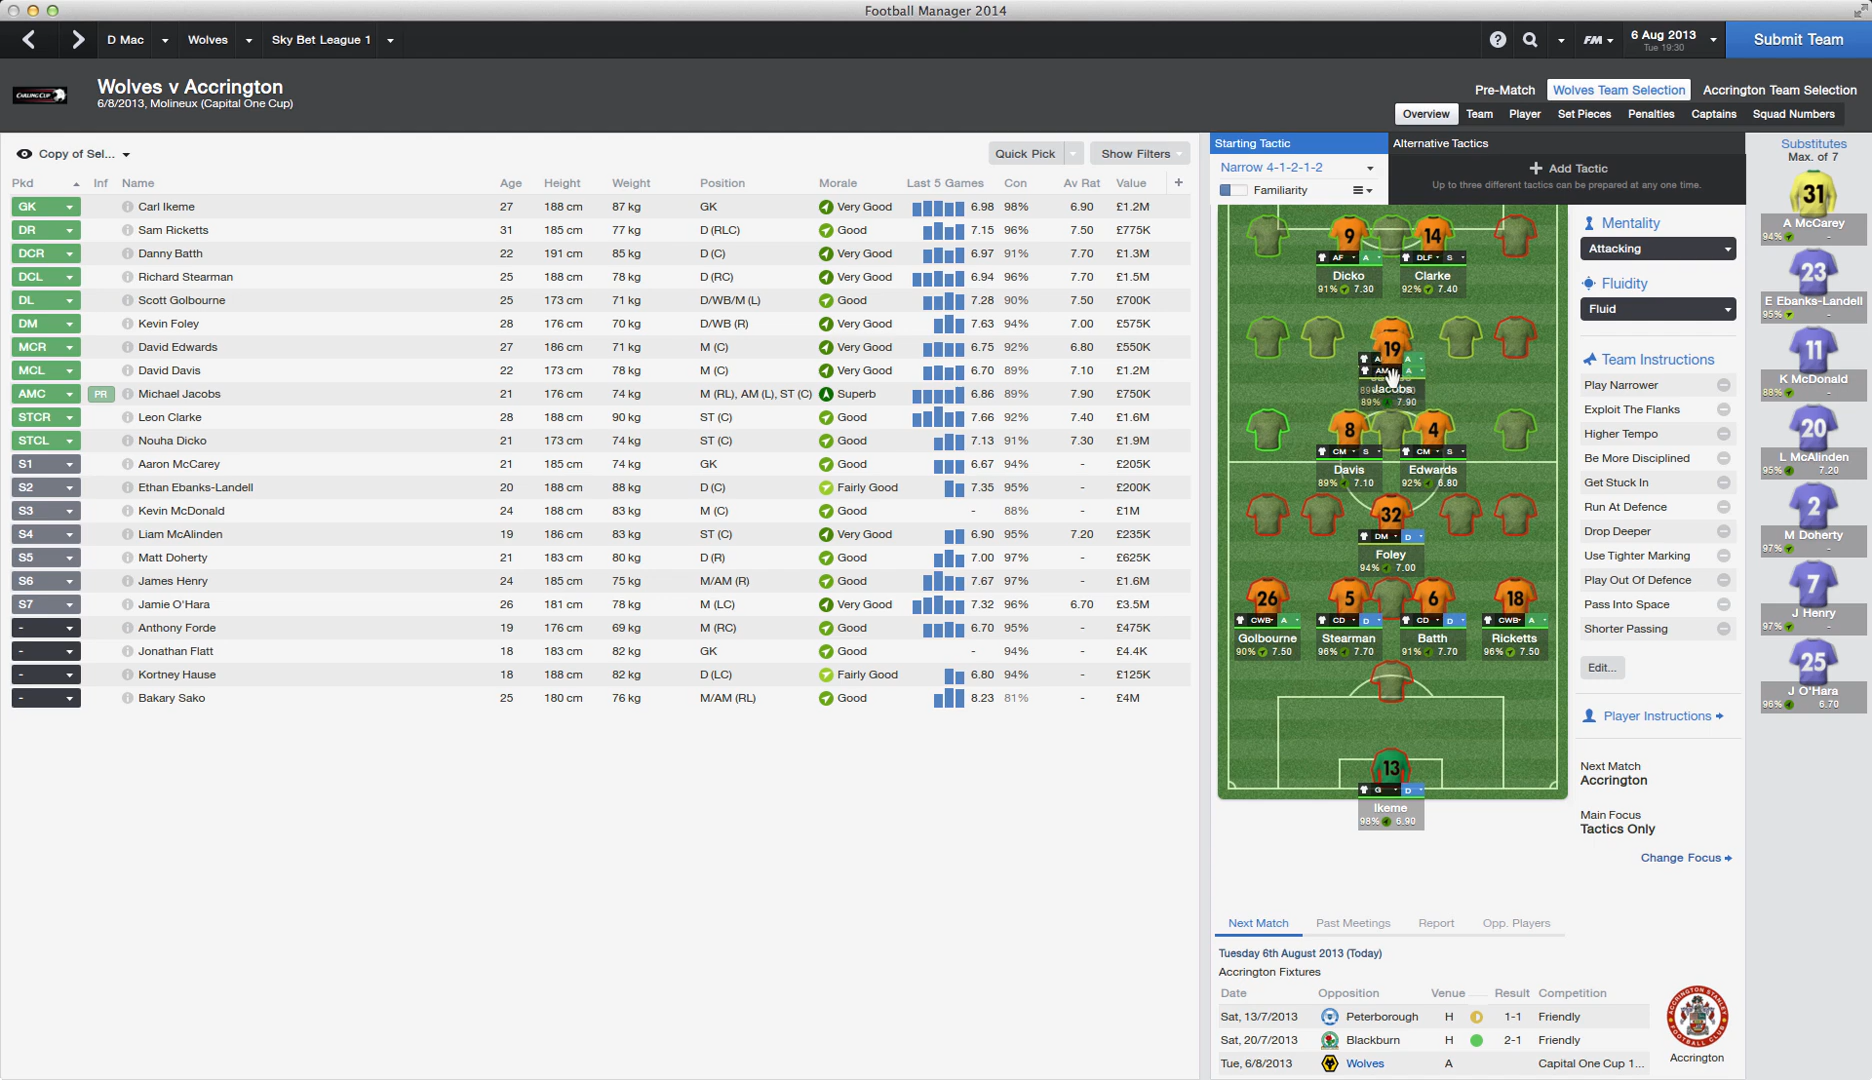 Football Manager 2014
D Mac Wolves Sky Bet League 1
? FM 6 Aug 2013
Tue 19:30
Submit Team
CARLING CUP
Wolves v Accrington
6/8/2013, Molineux (Capital One Cup)
Pre-Match Wolves Team Selection Accrington Team Selection
Overview Team Player Set Pieces Penalties Captains Squad Numbers
Copy of Sel... Quick Pick Show Filters
Pkd Inf Name Age Height Weight Position Morale Last 5 Games Con Av Rat Value +
GK Carl Ikeme 27 188 cm 87 kg GK Very Good 6.98 98% 6.90 £1.2M
DR Sam Ricketts 31 185 cm 77 kg D (RLC) Good 7.15 96% 7.50 £775K
DCR Danny Batth 22 191 cm 85 kg D (C) Very Good 6.97 91% 7.70 £1.3M
DCL Richard Stearman 25 188 cm 78 kg D (RC) Very Good 6.94 96% 7.70 £1.5M
DL Scott Golbourne 25 173 cm 71 kg D/WB/M (L) Good 7.28 90% 7.50 £700K
DM Kevin Foley 28 176 cm 70 kg D/WB (R) Very Good 7.63 94% 7.00 £575K
MCR David Edwards 27 186 cm 71 kg M (C) Very Good 6.75 92% 6.80 £550K
MCL David Davis 22 173 cm 78 kg M (C) Very Good 6.70 89% 7.10 £1.2M
AMC PR Michael Jacobs 21 176 cm 74 kg M (RL), AM (L), ST (C) Superb 6.86 89% 7.90 £750K
STCR Leon Clarke 28 188 cm 90 kg ST (C) Good 7.66 92% 7.40 £1.6M
STCL Nouha Dicko 21 173 cm 74 kg ST (C) Good 7.13 91% 7.30 £1.9M
S1 Aaron McCarey 21 185 cm 74 kg GK Good 6.67 94% - £205K
S2 Ethan Ebanks-Landell 20 188 cm 88 kg D (C) Fairly Good 7.35 95% - £200K
S3 Kevin McDonald 24 188 cm 83 kg M (C) Good - 88% - £1M
S4 Liam McAlinden 19 186 cm 83 kg ST (C) Very Good 6.90 95% 7.20 £235K
S5 Matt Doherty 21 183 cm 80 kg D (R) Good 7.00 97% - £625K
S6 James Henry 24 185 cm 75 kg M/AM (R) Good 7.67 97% - £1.6M
S7 Jamie O'Hara 26 181 cm 78 kg M (LC) Very Good 7.32 96% 6.70 £3.5M
- Anthony Forde 19 176 cm 69 kg M (RC) Good 6.70 95% - £475K
- Jonathan Flatt 18 183 cm 82 kg GK Good - 94% - £4.4K
- Kortney Hause 18 188 cm 82 kg D (LC) Fairly Good 6.80 94% - £125K
- Bakary Sako 25 180 cm 76 kg M/AM (RL) Good 8.23 81% - £4M
Starting Tactic Alternative Tactics
Narrow 4-1-2-1-2
Familiarity
+ Add Tactic
Up to three different tactics can be prepared at any one time.
9 14
AF A DLF S
Dicko Clarke
91% 7.30 92% 7.40
19
A
AM A
Jacobs
89% 7.90
8 4
CM S CM S
Davis Edwards
89% 7.10 92% 6.80
32
DM D
Foley
94% 7.00
26 5 6 18
CWB A CD D CD D CWB A
Golbourne Stearman Batth Ricketts
90% 7.50 96% 7.70 91% 7.70 96% 7.50
13
G D
Ikeme
98% 6.90
Mentality
Attacking
Fluidity
Fluid
Team Instructions
Play Narrower
Exploit The Flanks
Higher Tempo
Be More Disciplined
Get Stuck In
Run At Defence
Drop Deeper
Use Tighter Marking
Play Out Of Defence
Pass Into Space
Shorter Passing
Edit...
Player Instructions
Next Match
Accrington
Main Focus
Tactics Only
Change Focus
Substitutes
Max. of 7
31
A McCarey
94% -
23
E Ebanks-Landell
95% -
11
K McDonald
88% -
20
L McAlinden
95% 7.20
2
M Doherty
97% -
7
J Henry
97% -
25
J O'Hara
96% 6.70
Next Match Past Meetings Report Opp. Players
Tuesday 6th August 2013 (Today)
Accrington Fixtures
Date Opposition Venue Result Competition
Sat, 13/7/2013 Peterborough H 1-1 Friendly
Sat, 20/7/2013 Blackburn H 2-1 Friendly
Tue, 6/8/2013 Wolves A Capital One Cup 1...
ACCRINGTON STANLEY
FOOTBALL CLUB
Accrington